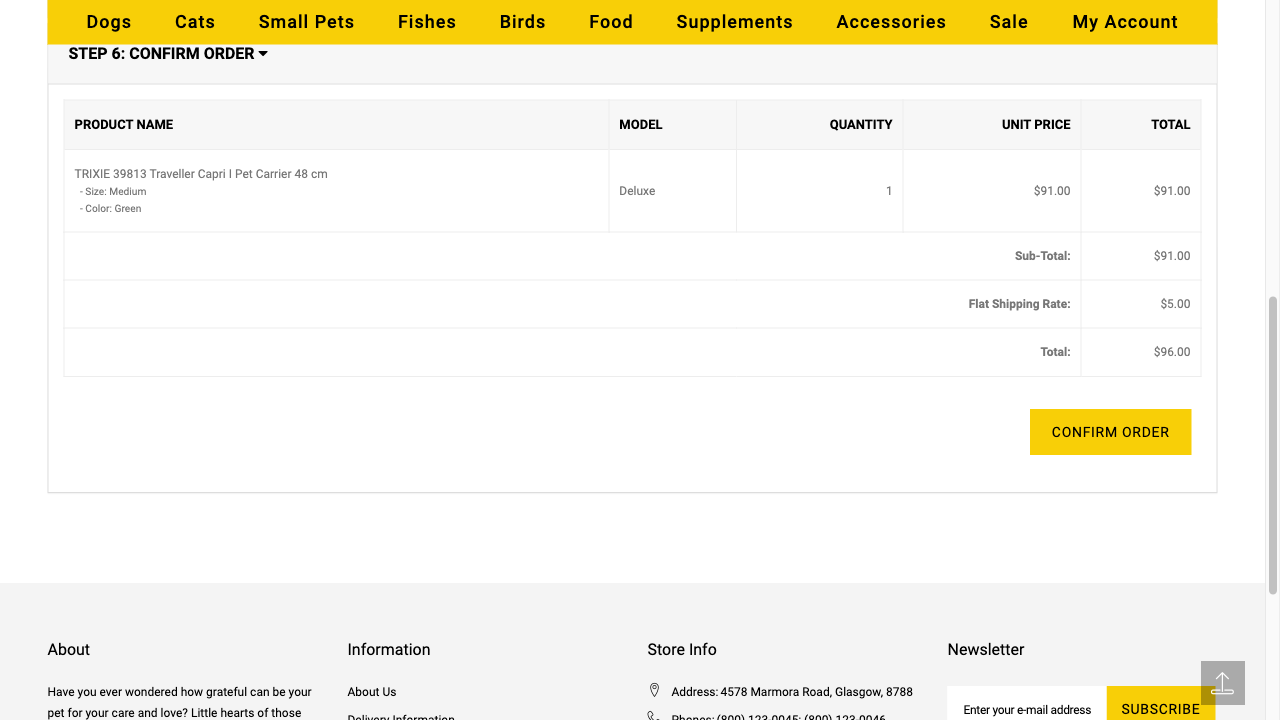 Dogs Cats Small Pets Fishes Birds Food Supplements Accessories Sale My Account
STEP 6: CONFIRM ORDER
PRODUCT NAME MODEL QUANTITY UNIT PRICE TOTAL
TRIXIE 39813 Traveller Capri I Pet Carrier 48 cm
- Size: Medium
- Color: Green
Deluxe 1 $91.00 $91.00
Sub-Total: $91.00
Flat Shipping Rate: $5.00
Total: $96.00
CONFIRM ORDER
About
Have you ever wondered how grateful can be your
pet for your care and love? Little hearts of those
Information
About Us
Delivery Information
Store Info
Address: 4578 Marmora Road, Glasgow, 8788
Phones: (800) 123-0045; (800) 123-0046
Newsletter
Enter your e-mail address
SUBSCRIBE